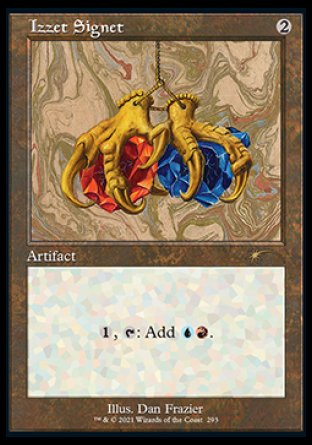 Izzet Signet 2
Artifact
1, : Add .
Illus. Dan Frazier
™ & © 2021 Wizards of the Coast 293